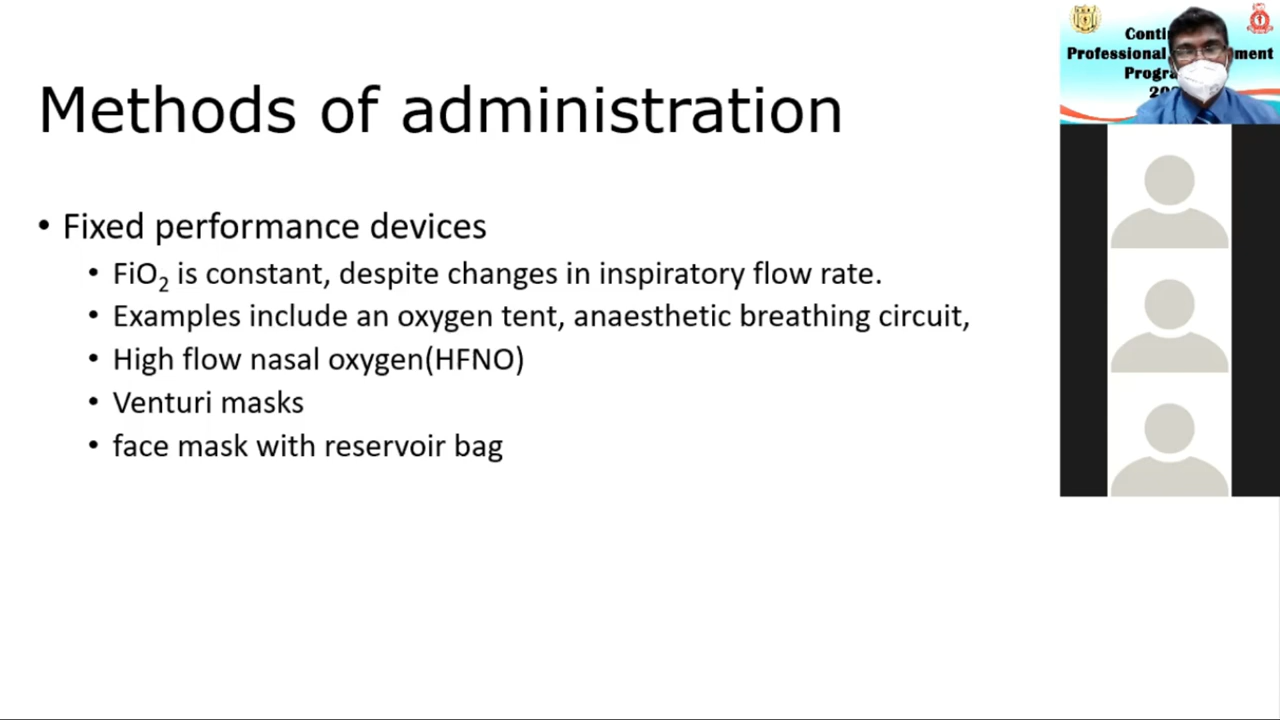 Methods of administration
• Fixed performance devices
• FiO₂ is constant, despite changes in inspiratory flow rate.
• Examples include an oxygen tent, anaesthetic breathing circuit,
• High flow nasal oxygen(HFNO)
• Venturi masks
• face mask with reservoir bag
Professional